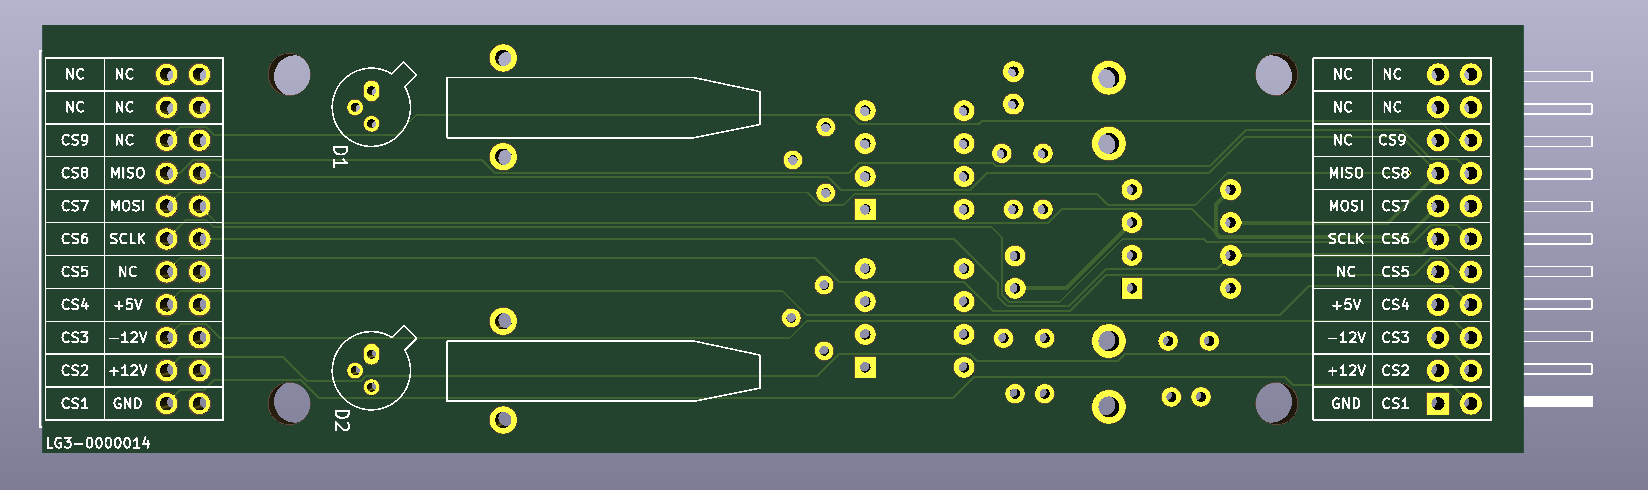 NC NC
NC NC
CS9 NC
CS8 MISO
CS7 MOSI
CS6 SCLK
CS5 NC
CS4 +5V
CS3 -12V
CS2 +12V
CS1 GND
LG3-0000014
D1
D2
NC NC
NC NC
NC CS9
MISO CS8
MOSI CS7
SCLK CS6
NC CS5
+5V CS4
-12V CS3
+12V CS2
GND CS1